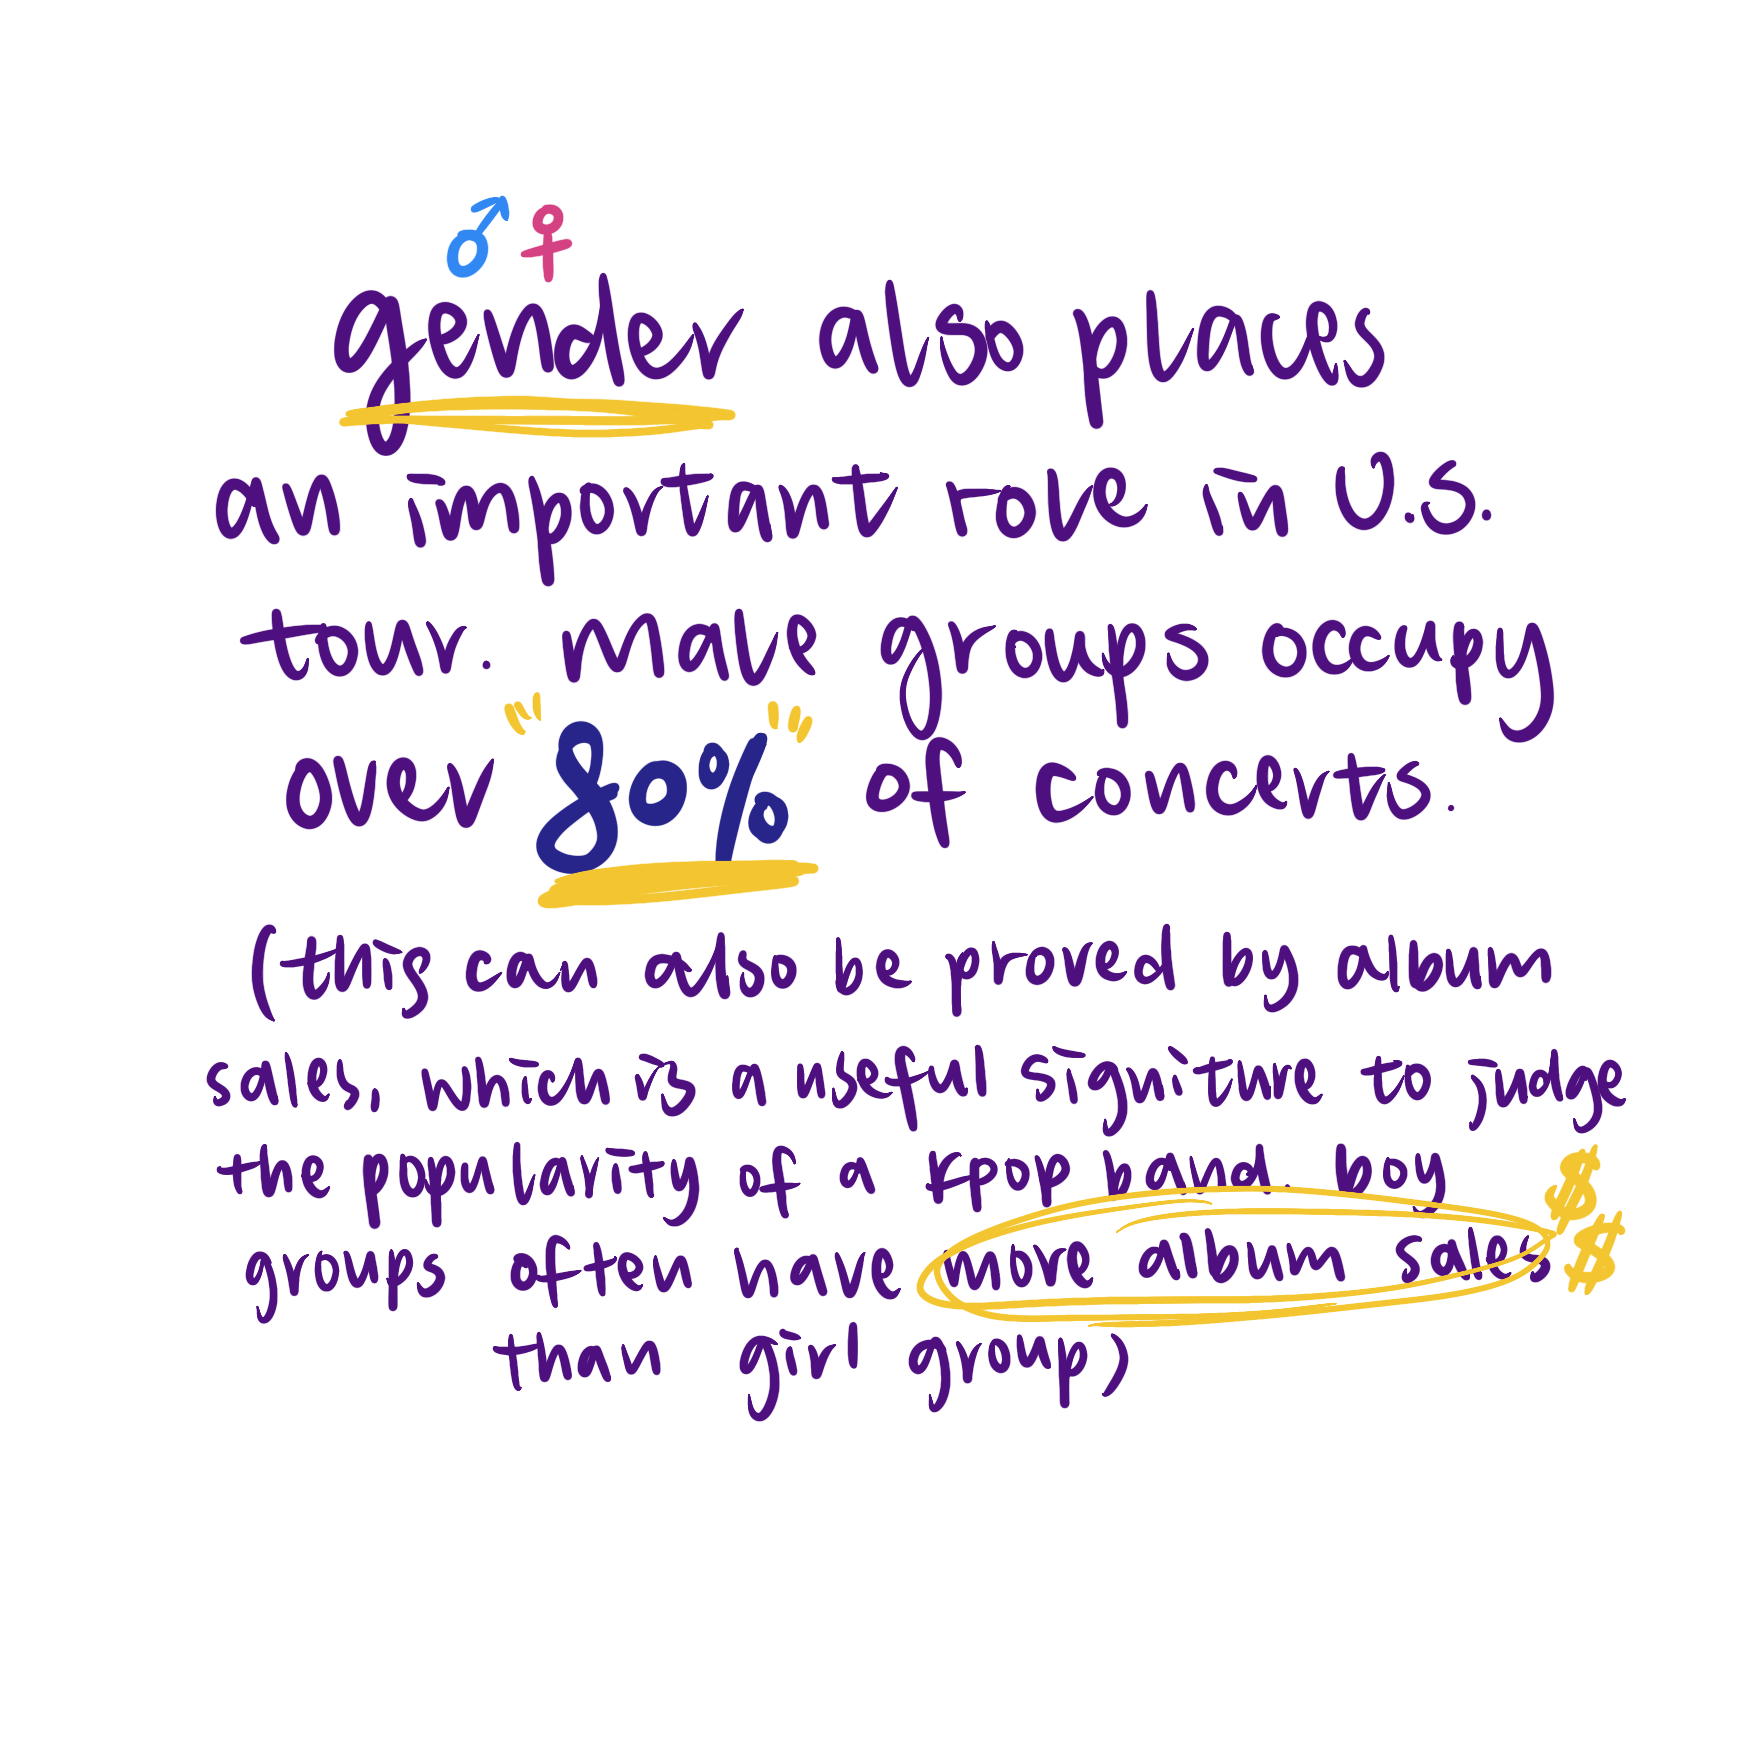 gender also places
an important role in U.S.
tour. male groups occupy
over 80% of concerts.
(this can also be proved by album
sales, which is a useful signiture to judge
the popularity of a kpop band. boy
groups often have more album sales $
$
than girl group)